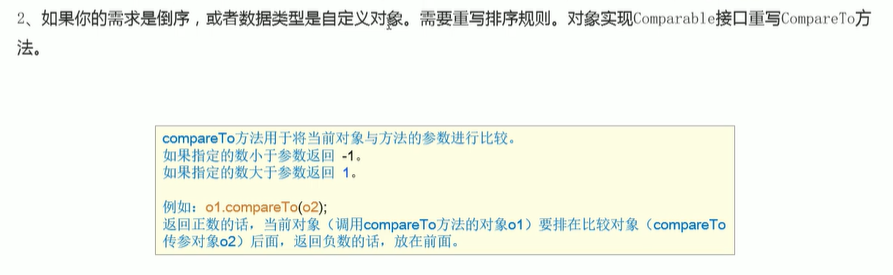 2、如果你的需求是倒序，或者数据类型是自定义对象。需要重写排序规则。对象实现Comparable接口重写CompareTo方
法。
compareTo方法用于将当前对象与方法的参数进行比较。
如果指定的数小于参数返回 -1。
如果指定的数大于参数返回 1。
例如：o1.compareTo(o2);
返回正数的话，当前对象（调用compareTo方法的对象o1）要排在比较对象（compareTo
传参对象o2）后面，返回负数的话，放在前面。